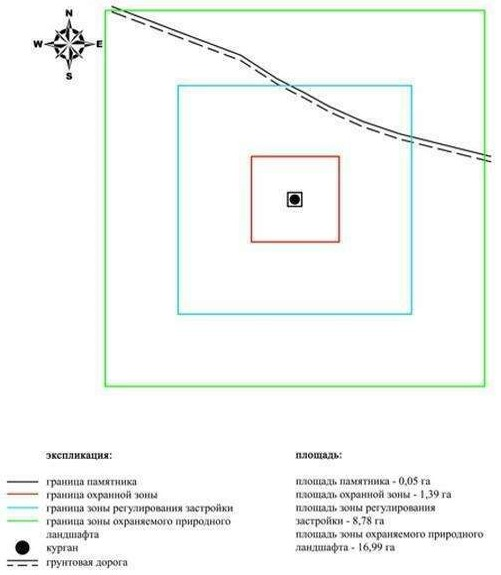 N
W E
S
экспликация:
граница памятника
граница охранной зоны
граница зоны регулирования застройки
граница зоны охраняемого природного
ландшафта
курган
грунтовая дорога
площадь:
площадь памятника - 0,05 га
площадь охранной зоны - 1,39 га
площадь зоны регулирования
застройки - 8,78 га
площадь зоны охраняемого природного
ландшафта - 16,99 га